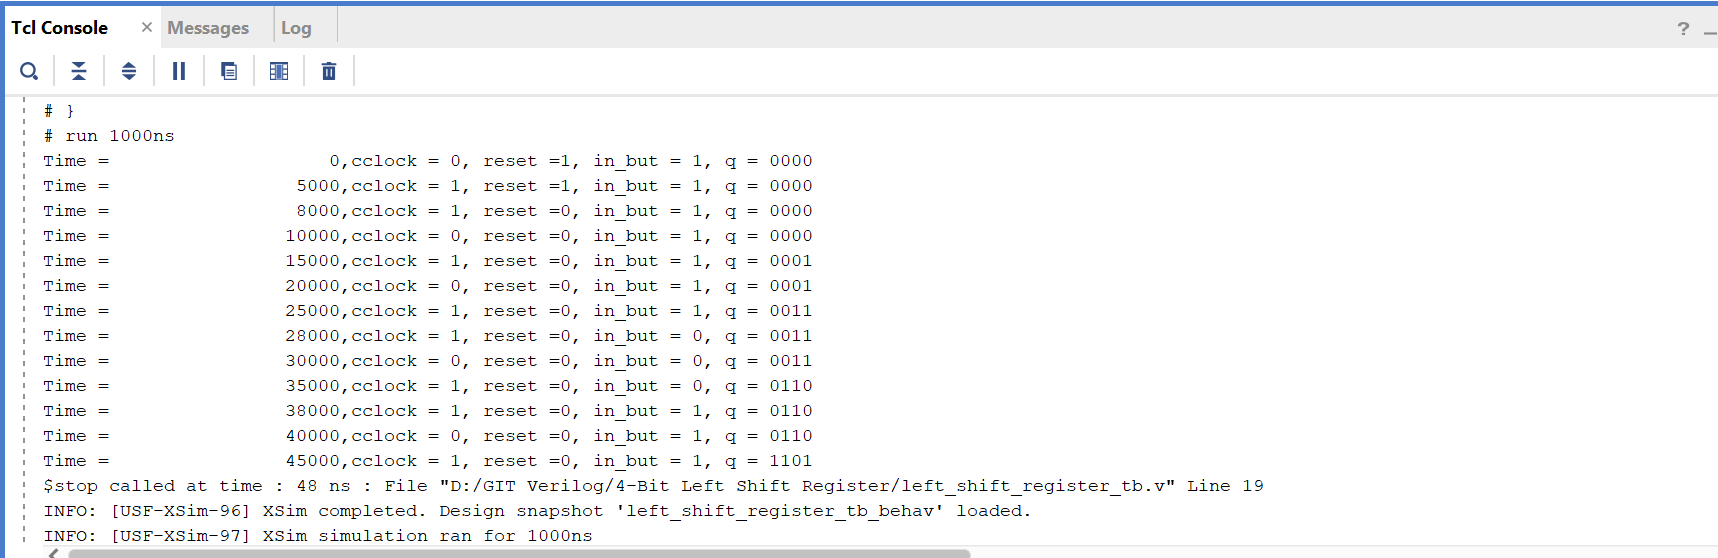 Tcl Console × Messages Log ? _
# }
# run 1000ns
Time =                    0,cclock = 0, reset =1, in_but = 1, q = 0000
Time =                 5000,cclock = 1, reset =1, in_but = 1, q = 0000
Time =                 8000,cclock = 1, reset =0, in_but = 1, q = 0000
Time =                10000,cclock = 0, reset =0, in_but = 1, q = 0000
Time =                15000,cclock = 1, reset =0, in_but = 1, q = 0001
Time =                20000,cclock = 0, reset =0, in_but = 1, q = 0001
Time =                25000,cclock = 1, reset =0, in_but = 1, q = 0011
Time =                28000,cclock = 1, reset =0, in_but = 0, q = 0011
Time =                30000,cclock = 0, reset =0, in_but = 0, q = 0011
Time =                35000,cclock = 1, reset =0, in_but = 0, q = 0110
Time =                38000,cclock = 1, reset =0, in_but = 1, q = 0110
Time =                40000,cclock = 0, reset =0, in_but = 1, q = 0110
Time =                45000,cclock = 1, reset =0, in_but = 1, q = 1101
$stop called at time : 48 ns : File "D:/GIT Verilog/4-Bit Left Shift Register/left_shift_register_tb.v" Line 19
INFO: [USF-XSim-96] XSim completed. Design snapshot 'left_shift_register_tb_behav' loaded.
INFO: [USF-XSim-97] XSim simulation ran for 1000ns